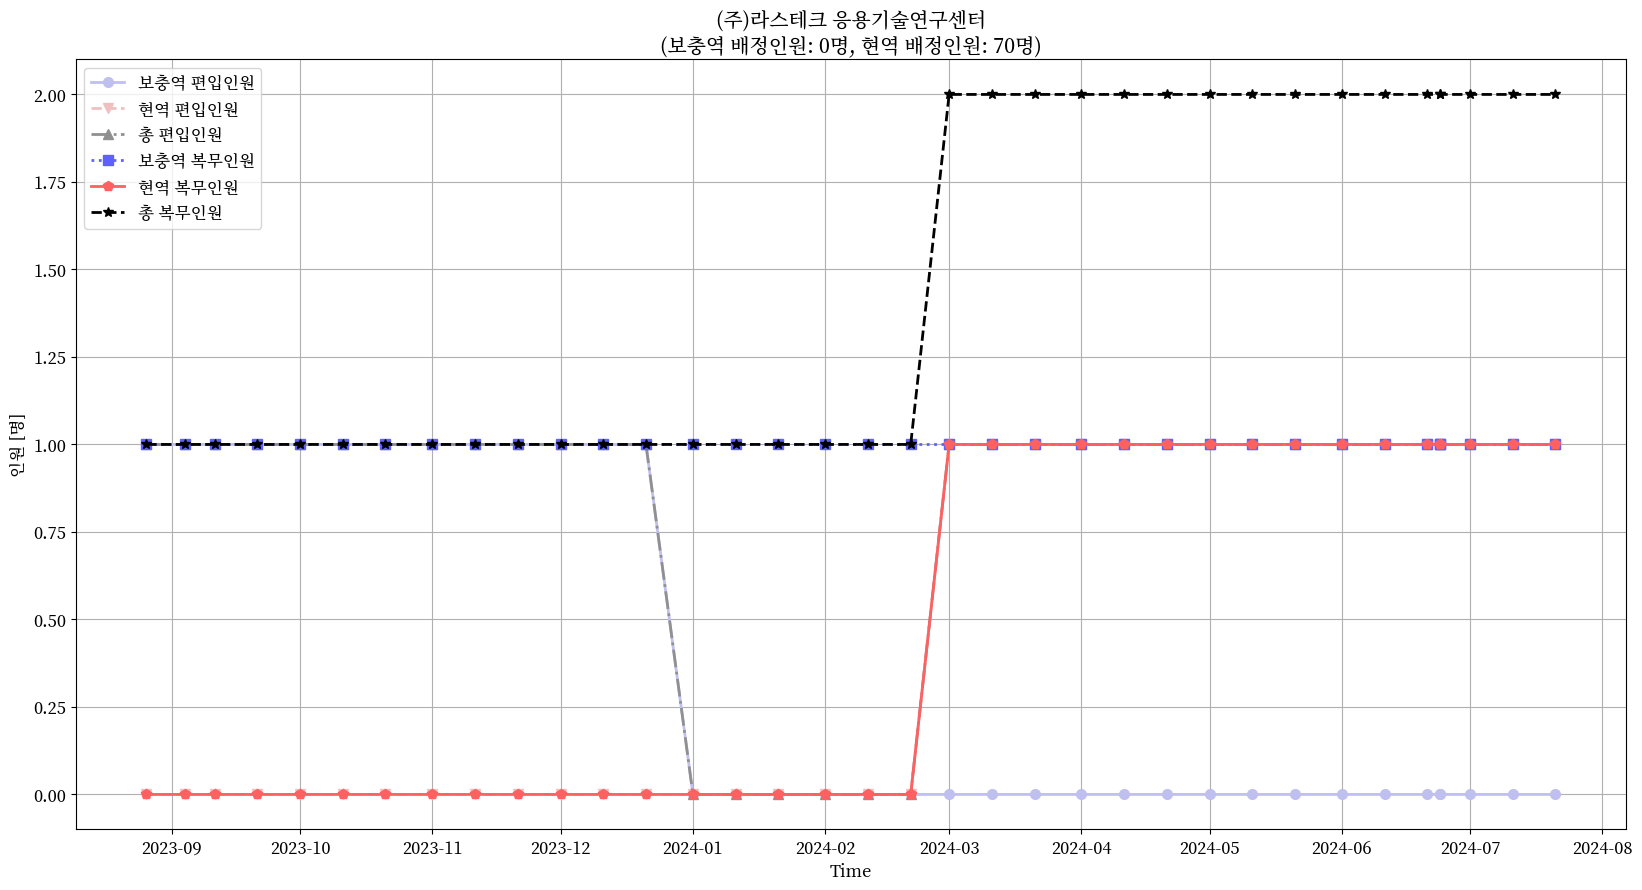 (주)라스테크 응용기술연구센터
(보충역 배정인원: 0명, 현역 배정인원: 70명)
보충역 편입인원
현역 편입인원
총 편입인원
보충역 복무인원
현역 복무인원
총 복무인원
2.00
1.75
1.50
1.25
1.00
0.75
0.50
0.25
0.00
인원 [명]
2023-09 2023-10 2023-11 2023-12 2024-01 2024-02 2024-03 2024-04 2024-05 2024-06 2024-07 2024-08
Time